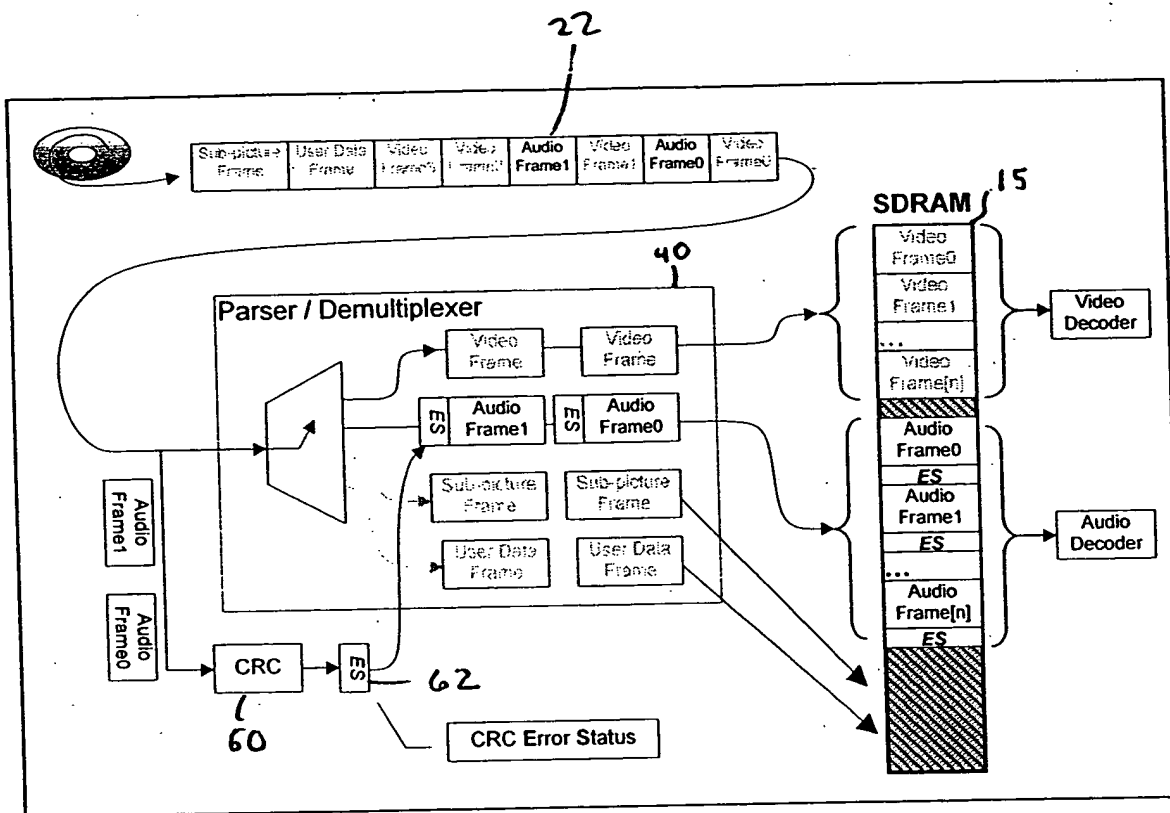 22
Sub-picture
Frame
User Data
Frame
Video
Video
Audio
Frame1
Video
Frame1
Audio
Frame0
Video
Frame0
SDRAM
15
40
Parser / Demultiplexer
Video
Frame
Video
Frame
ES
Audio
Frame1
ES
Audio
Frame0
Sub-picture
Frame
Sub-picture
Frame
User Data
Frame
User Data
Frame
Audio
Frame1
Audio
Frame0
CRC
60
ES
62
CRC Error Status
Video
Frame0
Video
Frame1
...
Video
Frame[n]
Audio
Frame0
ES
Audio
Frame1
ES
...
Audio
Frame[n]
ES
Video
Decoder
Audio
Decoder